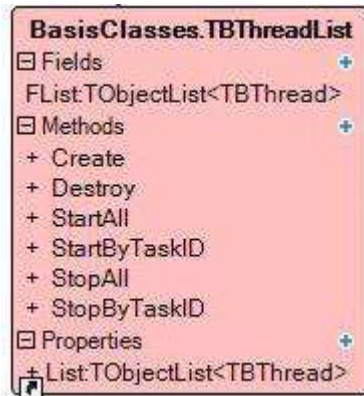 BasisClasses.TBThreadList
Fields +
FList:TObjectList<TBThread>
Methods +
+ Create
+ Destroy
+ StartAll
+ StartByTaskID
+ StopAll
+ StopByTaskID
Properties +
+ List:TObjectList<TBThread>